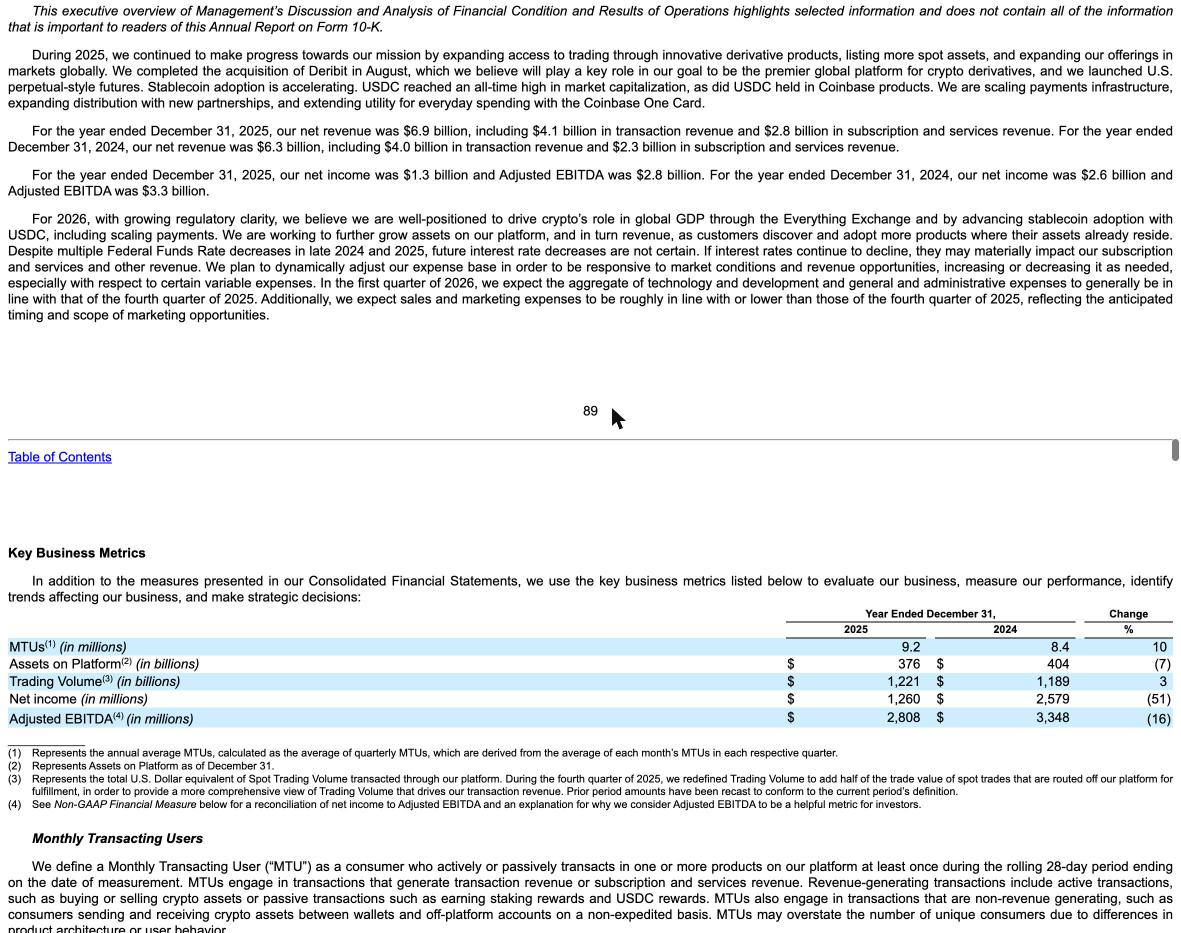 This executive overview of Management’s Discussion and Analysis of Financial Condition and Results of Operations highlights selected information and does not contain all of the information
that is important to readers of this Annual Report on Form 10-K.
During 2025, we continued to make progress towards our mission by expanding access to trading through innovative derivative products, listing more spot assets, and expanding our offerings in
markets globally. We completed the acquisition of Deribit in August, which we believe will play a key role in our goal to be the premier global platform for crypto derivatives, and we launched U.S.
perpetual-style futures. Stablecoin adoption is accelerating. USDC reached an all-time high in market capitalization, as did USDC held in Coinbase products. We are scaling payments infrastructure,
expanding distribution with new partnerships, and extending utility for everyday spending with the Coinbase One Card.
For the year ended December 31, 2025, our net revenue was $6.9 billion, including $4.1 billion in transaction revenue and $2.8 billion in subscription and services revenue. For the year ended
December 31, 2024, our net revenue was $6.3 billion, including $4.0 billion in transaction revenue and $2.3 billion in subscription and services revenue.
For the year ended December 31, 2025, our net income was $1.3 billion and Adjusted EBITDA was $2.8 billion. For the year ended December 31, 2024, our net income was $2.6 billion and
Adjusted EBITDA was $3.3 billion.
For 2026, with growing regulatory clarity, we believe we are well-positioned to drive crypto’s role in global GDP through the Everything Exchange and by advancing stablecoin adoption with
USDC, including scaling payments. We are working to further grow assets on our platform, and in turn revenue, as customers discover and adopt more products where their assets already reside.
Despite multiple Federal Funds Rate decreases in late 2024 and 2025, future interest rate decreases are not certain. If interest rates continue to decline, they may materially impact our subscription
and services and other revenue. We plan to dynamically adjust our expense base in order to be responsive to market conditions and revenue opportunities, increasing or decreasing it as needed,
especially with respect to certain variable expenses. In the first quarter of 2026, we expect the aggregate of technology and development and general and administrative expenses to generally be in
line with that of the fourth quarter of 2025. Additionally, we expect sales and marketing expenses to be roughly in line with or lower than those of the fourth quarter of 2025, reflecting the anticipated
timing and scope of marketing opportunities.
89
Table of Contents
Key Business Metrics
In addition to the measures presented in our Consolidated Financial Statements, we use the key business metrics listed below to evaluate our business, measure our performance, identify
trends affecting our business, and make strategic decisions:
Year Ended December 31, Change
2025 2024 %
MTUs(1) (in millions) 9.2 8.4 10
Assets on Platform(2) (in billions) $ 376 $ 404 (7)
Trading Volume(3) (in billions) $ 1,221 $ 1,189 3
Net income (in millions) $ 1,260 $ 2,579 (51)
Adjusted EBITDA(4) (in millions) $ 2,808 $ 3,348 (16)
(1) Represents the annual average MTUs, calculated as the average of quarterly MTUs, which are derived from the average of each month’s MTUs in each respective quarter.
(2) Represents Assets on Platform as of December 31.
(3) Represents the total U.S. Dollar equivalent of Spot Trading Volume transacted through our platform. During the fourth quarter of 2025, we redefined Trading Volume to add half of the trade value of spot trades that are routed off our platform for
fulfillment, in order to provide a more comprehensive view of Trading Volume that drives our transaction revenue. Prior period amounts have been recast to conform to the current period’s definition.
(4) See Non-GAAP Financial Measure below for a reconciliation of net income to Adjusted EBITDA and an explanation for why we consider Adjusted EBITDA to be a helpful metric for investors.
Monthly Transacting Users
We define a Monthly Transacting User (“MTU”) as a consumer who actively or passively transacts in one or more products on our platform at least once during the rolling 28-day period ending
on the date of measurement. MTUs engage in transactions that generate transaction revenue or subscription and services revenue. Revenue-generating transactions include active transactions,
such as buying or selling crypto assets or passive transactions such as earning staking rewards and USDC rewards. MTUs also engage in transactions that are non-revenue generating, such as
consumers sending and receiving crypto assets between wallets and off-platform accounts on a non-expedited basis. MTUs may overstate the number of unique consumers due to differences in
product architecture or user behavior.